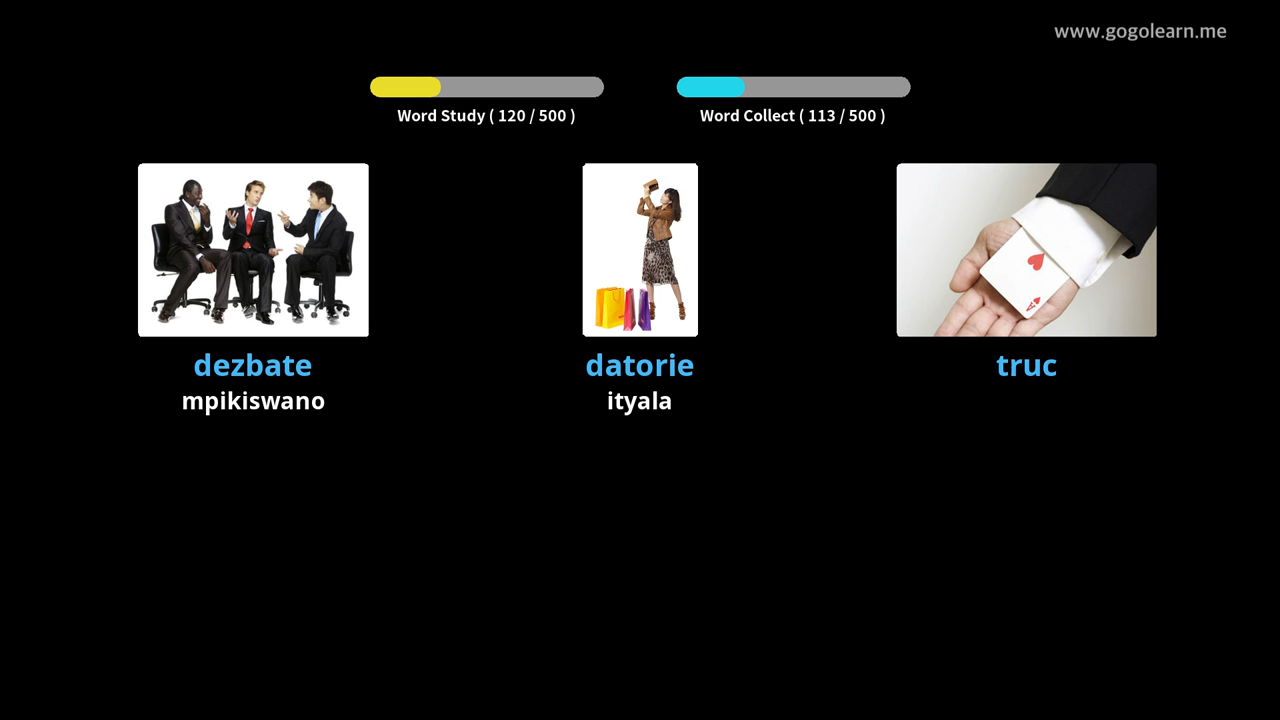 www.gogolearn.me
Word Study ( 120 / 500 )
Word Collect ( 113 / 500 )
dezbate
datorie
truc
mpikiswano
ityala